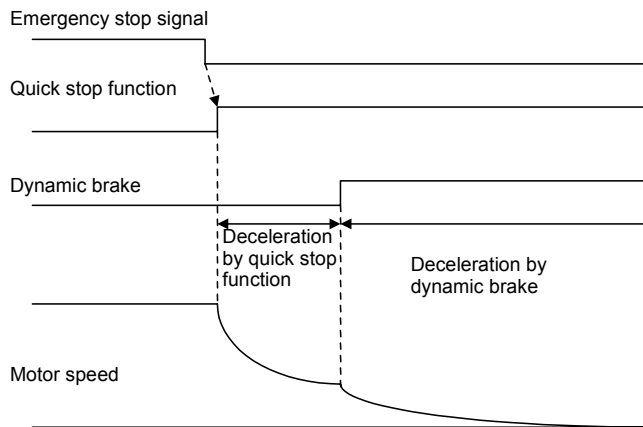 Emergency stop signal
Quick stop function
Dynamic brake
Deceleration
by quick stop
function
Deceleration by
dynamic brake
Motor speed